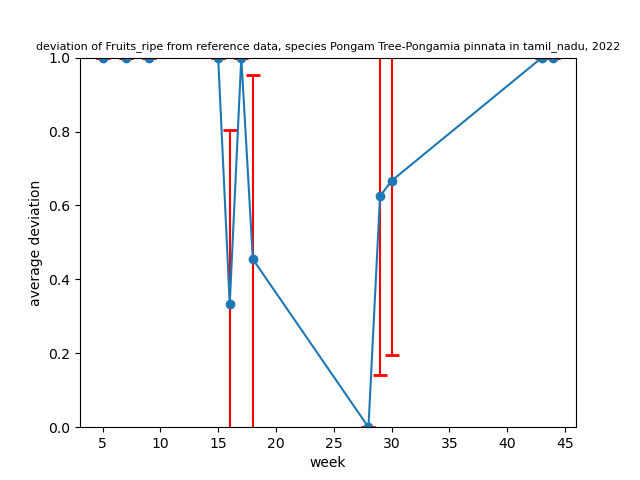 deviation of Fruits_ripe from reference data, species Pongam Tree-Pongamia pinnata in tamil_nadu, 2022
1.0
0.8
0.6
0.4
0.2
0.0
average deviation
5 10 15 20 25 30 35 40 45
week